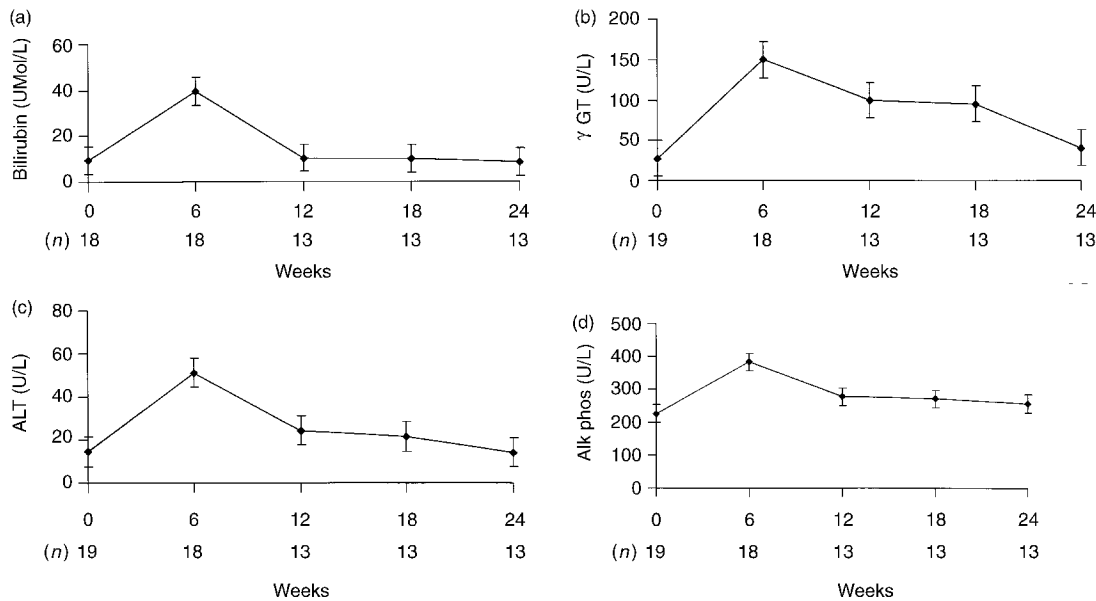 (a)
60
40
20
0
Bilirubin (UMol/L)
0 6 12 18 24
(n) 18 18 13 13 13
Weeks
(b)
200
150
100
50
0
γ GT (U/L)
0 6 12 18 24
(n) 19 18 13 13 13
Weeks
(c)
80
60
40
20
0
ALT (U/L)
0 6 12 18 24
(n) 19 18 13 13 13
Weeks
(d)
500
400
300
200
100
0
Alk phos (U/L)
0 6 12 18 24
(n) 19 18 13 13 13
Weeks